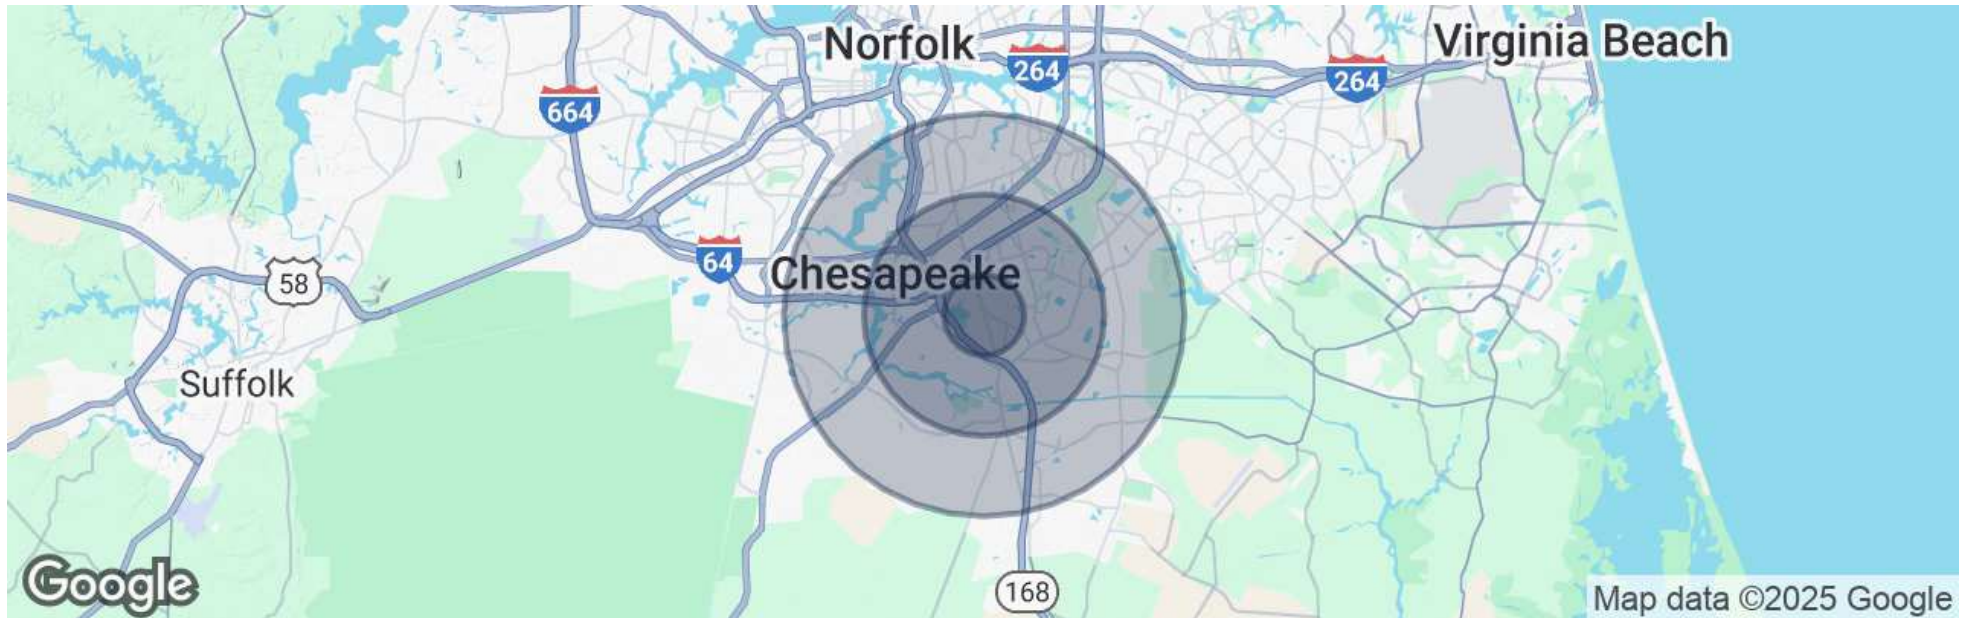 Norfolk
Virginia Beach
264
264
664
64
Chesapeake
58
Suffolk
168
Google
Map data ©2025 Google